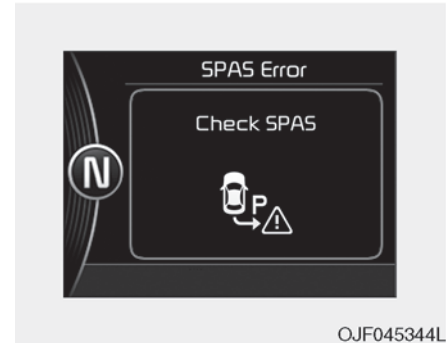 SPAS Error
Check SPAS
N
P
OJF045344L